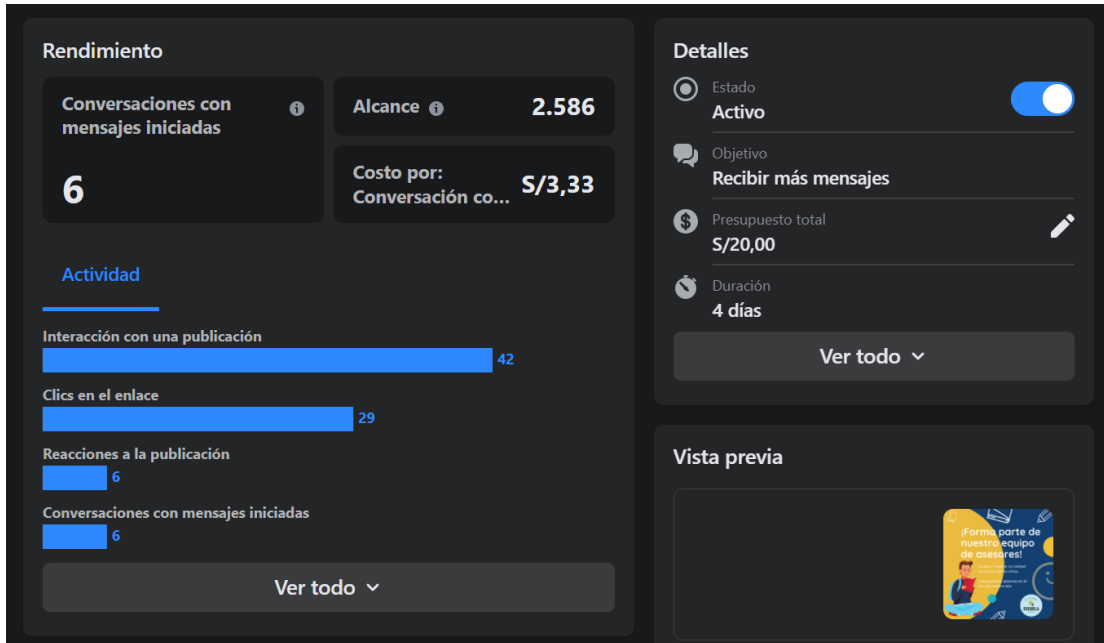 Rendimiento
Conversaciones con
mensajes iniciadas
6
Alcance
2.586
Costo por:
Conversación co...
S/3,33
Actividad
Interacción con una publicación
42
Clics en el enlace
29
Reacciones a la publicación
6
Conversaciones con mensajes iniciadas
6
Ver todo
Detalles
Estado
Activo
Objetivo
Recibir más mensajes
Presupuesto total
S/20,00
Duración
4 días
Ver todo
Vista previa
¡Forma parte de
nuestro equipo
de asesores!